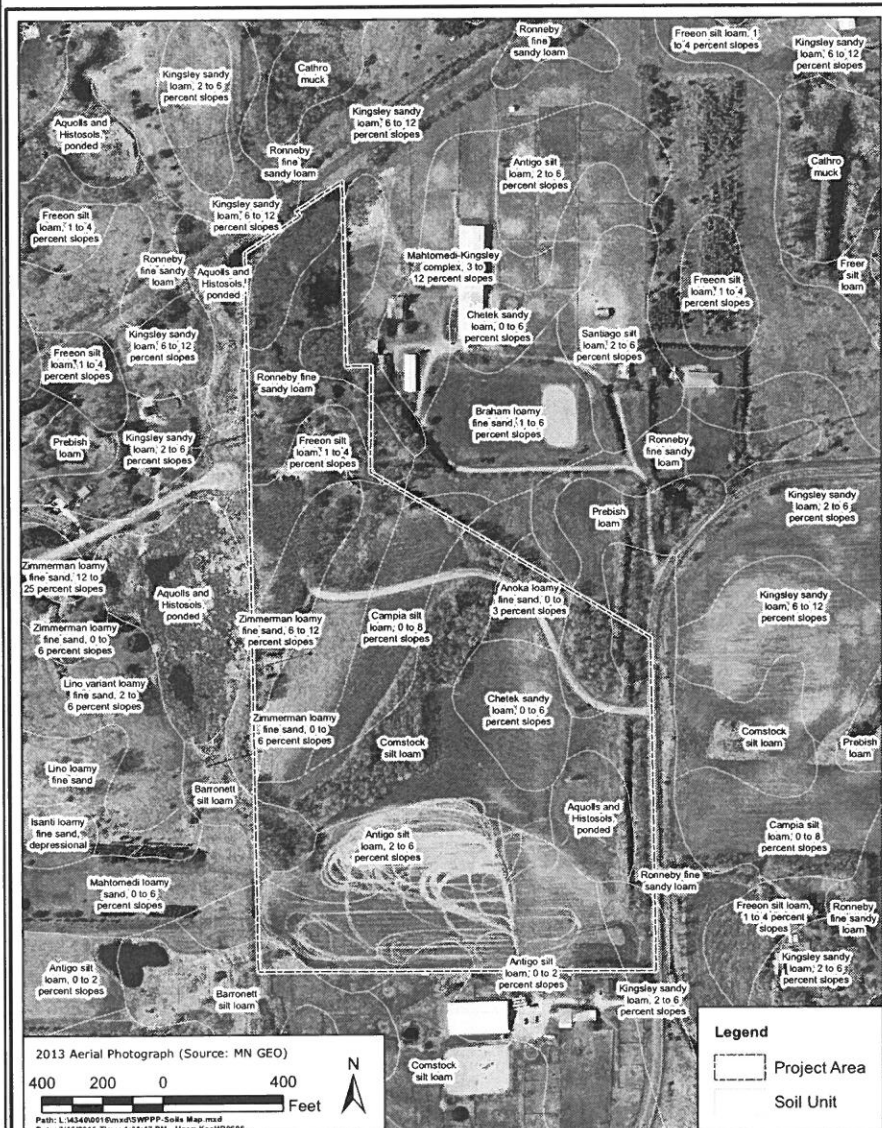 Ronneby
fine
sandy loam
Freeon silt loam, 1
to 4 percent slopes
Kingsley sandy
loam, 6 to 12
percent slopes
Kingsley sandy
loam, 2 to 6
percent slopes
Cathro
muck
Aquolls and
Histosols,
ponded
Kingsley sandy
loam, 6 to 12
percent slopes
Ronneby
fine
sandy loam
Antigo silt
loam, 2 to 6
percent slopes
Cathro
muck
Kingsley sandy
loam, 6 to 12
percent slopes
Freeon silt
loam, 1 to 4
percent slopes
Ronneby
fine sandy
loam
Aquolls and
Histosols,
ponded
Mahtomedi-Kingsley
complex, 3 to
12 percent slopes
Freeon silt
loam, 1 to 4
percent slopes
Freer
silt
loam
Chetek sandy
loam, 0 to 6
percent slopes
Santiago silt
loam, 2 to 6
percent slopes
Kingsley sandy
loam, 6 to 12
percent slopes
Freeon silt
loam, 1 to 4
percent slopes
Ronneby fine
sandy loam
Braham loamy
fine sand, 1 to 6
percent slopes
Prebish
loam
Kingsley sandy
loam, 2 to 6
percent slopes
Freeon silt
loam, 1 to 4
percent slopes
Ronneby
fine sandy
loam
Prebish
loam
Kingsley sandy
loam, 2 to 6
percent slopes
Zimmerman loamy
fine sand, 12 to
25 percent slopes
Aquolls and
Histosols,
ponded
Anoka loamy
fine sand, 0 to
3 percent slopes
Kingsley sandy
loam, 6 to 12
percent slopes
Zimmerman loamy
fine sand, 0 to
6 percent slopes
Zimmerman loamy
fine sand, 6 to 12
percent slopes
Campia silt
loam, 0 to 8
percent slopes
Lino variant loamy
fine sand, 2 to
6 percent slopes
Chetek sandy
loam, 0 to 6
percent slopes
Zimmerman loamy
fine sand, 0 to
6 percent slopes
Comstock
silt loam
Comstock
silt loam
Prebish
loam
Lino loamy
fine sand
Barronett
silt loam
Aquolls and
Histosols,
ponded
Isanti loamy
fine sand,
depressional
Antigo silt
loam, 2 to 6
percent slopes
Campia silt
loam, 0 to 8
percent slopes
Mahtomedi loamy
sand, 0 to 6
percent slopes
Ronneby fine
sandy loam
Freeon silt loam,
1 to 4 percent
slopes
Ronneby
fine sandy
loam
Antigo silt
loam, 0 to 2
percent slopes
Barronett
silt loam
Antigo silt
loam, 0 to 2
percent slopes
Kingsley sandy
loam, 2 to 6
percent slopes
Kingsley sandy
loam, 2 to 6
percent slopes
Comstock
silt loam
Legend
Project Area
Soil Unit
2013 Aerial Photograph (Source: MN GEO)
N
400 200 0 400
Feet
Path: L:\4340\0016\mxd\SWPPP-Soils Map.mxd